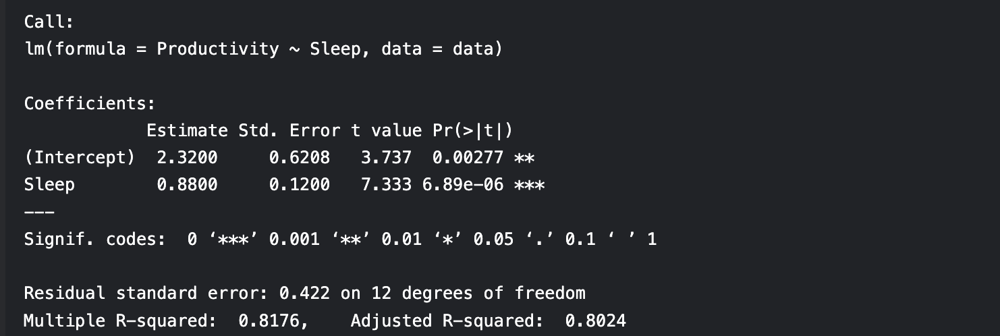 Call:
lm(formula = Productivity ~ Sleep, data = data)
Coefficients:
Estimate Std. Error t value Pr(>|t|)
(Intercept) 2.3200 0.6208 3.737 0.00277 **
Sleep 0.8800 0.1200 7.333 6.89e-06 ***
---
Signif. codes: 0 ‘***’ 0.001 ‘**’ 0.01 ‘*’ 0.05 ‘.’ 0.1 ‘ ’ 1
Residual standard error: 0.422 on 12 degrees of freedom
Multiple R-squared: 0.8176, Adjusted R-squared: 0.8024